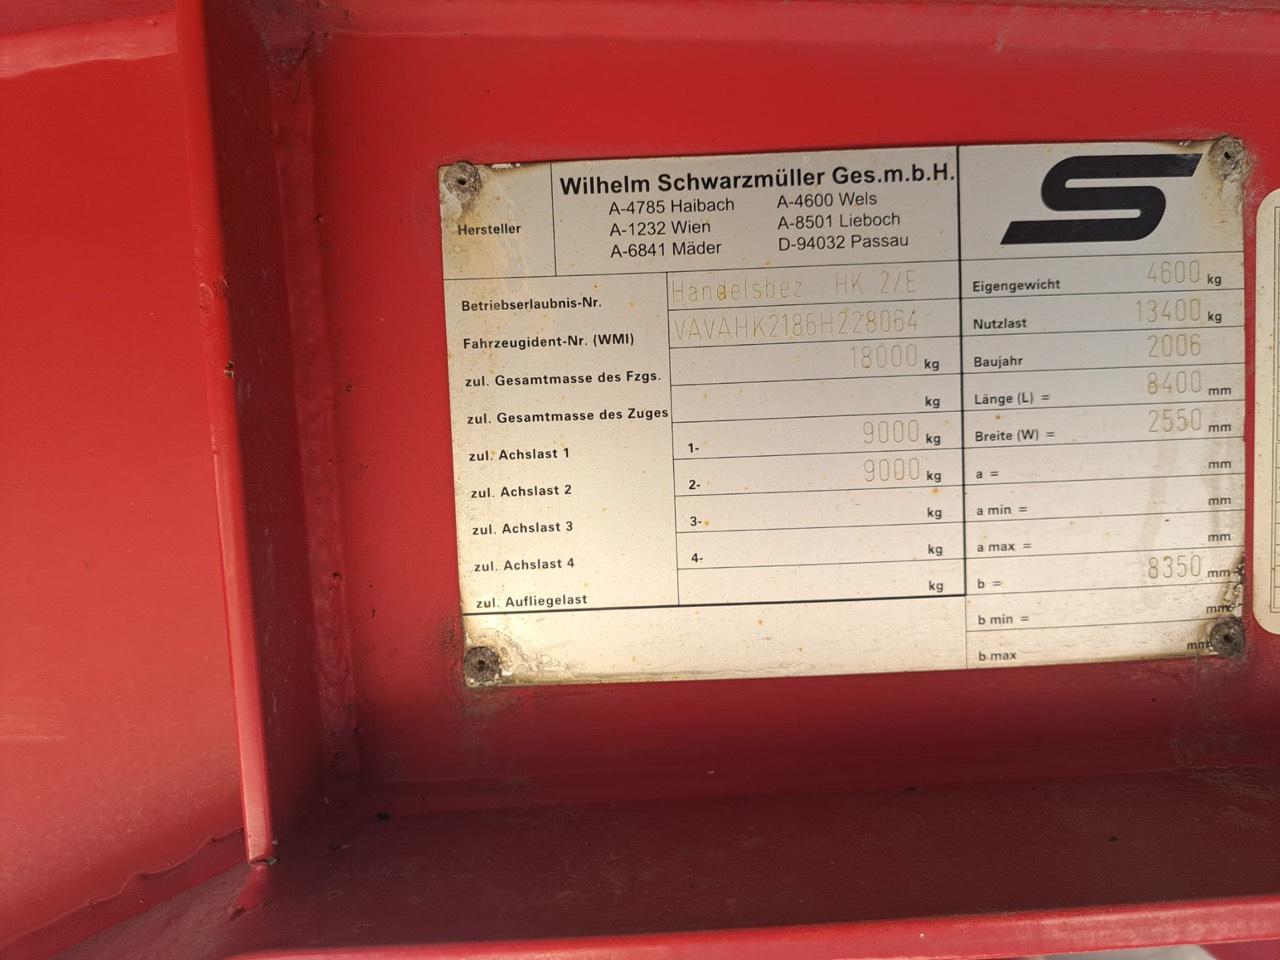 Hersteller
Wilhelm Schwarzmüller Ges.m.b.H.
A-4785 Haibach A-4600 Wels
A-1232 Wien A-8501 Lieboch
A-6841 Mäder D-94032 Passau
S
Betriebserlaubnis-Nr. Handelsbez HK 2/E
Fahrzeugident-Nr. (WMI) VAVAHK2186H228064
zul. Gesamtmasse des Fzgs. 18000 kg
zul. Gesamtmasse des Zuges kg
zul. Achslast 1 1- 9000 kg
zul. Achslast 2 2- 9000 kg
zul. Achslast 3 3- kg
zul. Achslast 4 4- kg
zul. Aufliegelast kg
Eigengewicht 4600 kg
Nutzlast 13400 kg
Baujahr 2006
Länge (L) = 8400 mm
Breite (W) = 2550 mm
a = mm
a min = mm
a max = mm
b = 8350 mm
b min = mm
b max mm